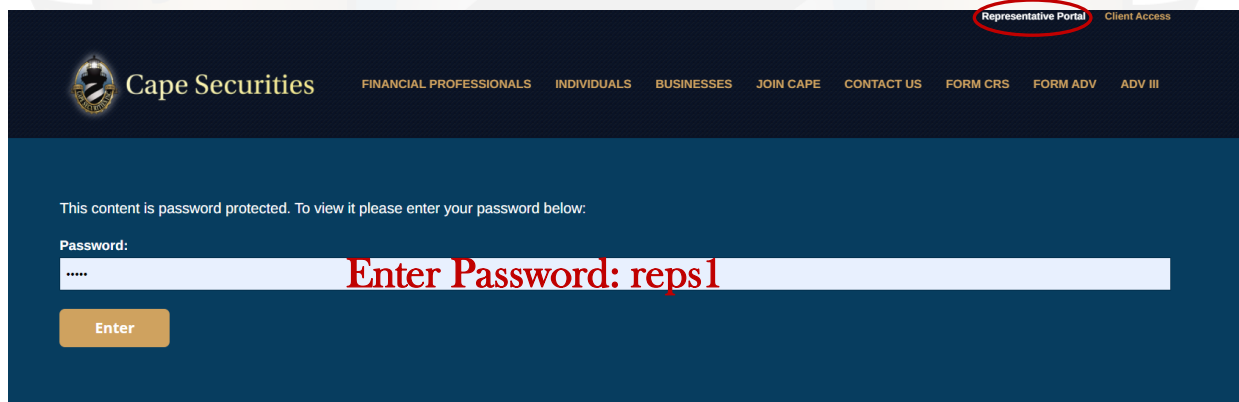 Representative Portal Client Access
Cape Securities FINANCIAL PROFESSIONALS INDIVIDUALS BUSINESSES JOIN CAPE CONTACT US FORM CRS FORM ADV ADV III
This content is password protected. To view it please enter your password below:
Password:
••••• Enter Password: reps1
Enter